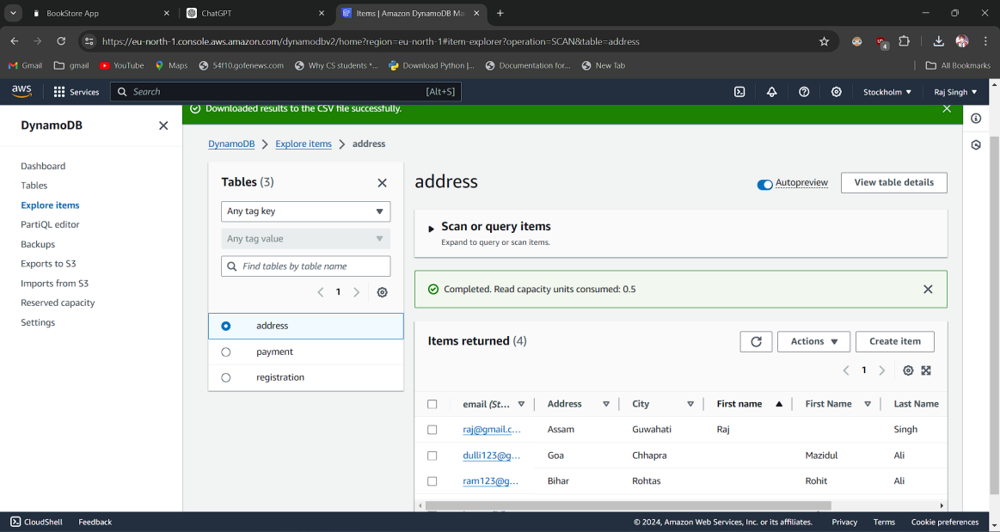 BookStore App
ChatGPT
Items | Amazon DynamoDB Ma
https://eu-north-1.console.aws.amazon.com/dynamodbv2/home?region=eu-north-1#item-explorer?operation=SCAN&table=address
4
Gmail gmail YouTube Maps 54f10.gofenews.com Why CS students *... Download Python |... Documentation for... New Tab All Bookmarks
aws Services Search [Alt+S] Stockholm Raj Singh
DynamoDB
Dashboard
Tables
Explore items
PartiQL editor
Backups
Exports to S3
Imports from S3
Reserved capacity
Settings
Downloaded results to the CSV file successfully.
DynamoDB > Explore items > address
Tables (3)
Any tag key
Any tag value
Find tables by table name
1
address
payment
registration
address
Autopreview View table details
Scan or query items
Expand to query or scan items.
Completed. Read capacity units consumed: 0.5
Items returned (4)
Actions Create item
1
email (St... Address City First name First Name Last Name
raj@gmail.c... Assam Guwahati Raj Singh
dulli123@g... Goa Chhapra Mazidul Ali
ram123@g... Bihar Rohtas Rohit Ali
CloudShell Feedback © 2024, Amazon Web Services, Inc. or its affiliates. Privacy Terms Cookie preferences